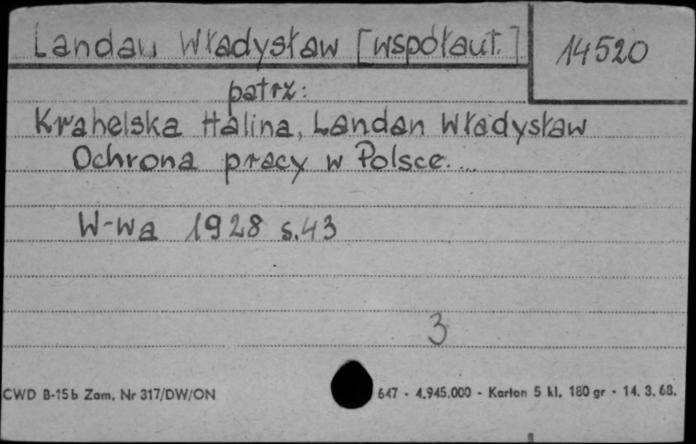 Landau Władysław [współaut.]
14520
patrz:
Krahelska Halina, Landau Władysław
Ochrona pracy w Polsce...
W-wa 1928 s.43
3
CWD B-15b Zam. Nr 317/DW/ON
647 - 4.945.000 - Karton 5 kl. 180 gr - 14. 3. 68.